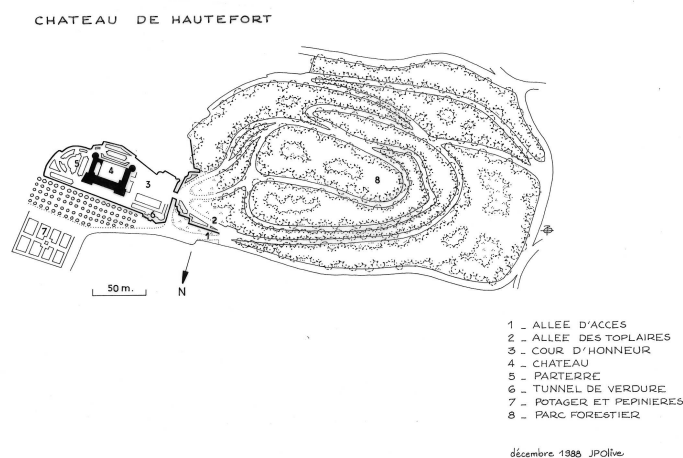 CHATEAU DE HAUTEFORT
5
4
3
8
2
1
7
50 m.
N
1 _ ALLEE D'ACCES
2 _ ALLEE DES TOPLAIRES
3 _ COUR D'HONNEUR
4 _ CHATEAU
5 _ PARTERRE
6 _ TUNNEL DE VERDURE
7 _ POTAGER ET PEPINIERES
8 _ PARC FORESTIER
décembre 1988 JPOlive